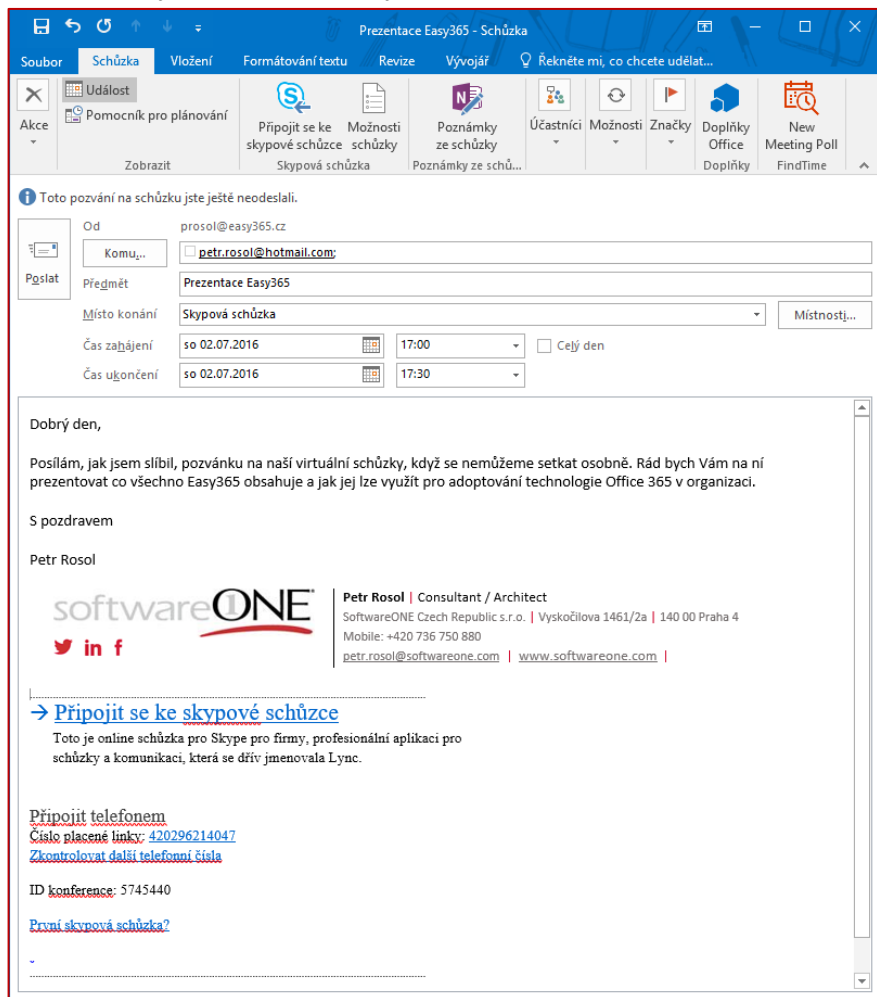 Prezentace Easy365 - Schůzka
Soubor Schůzka Vložení Formátování textu Revize Vývojář Řekněte mi, co chcete udělat...
Akce
Událost
Pomocník pro plánování
Zobrazit
Připojit se ke skypové schůzce
Možnosti schůzky
Skypová schůzka
Poznámky ze schůzky
Poznámky ze schů...
Účastníci
Možnosti
Značky
Doplňky Office
Doplňky
New Meeting Poll
FindTime
Toto pozvání na schůzku jste ještě neodeslali.
Poslat
Od prosol@easy365.cz
Komu... petr.rosol@hotmail.com;
Předmět Prezentace Easy365
Místo konání Skypová schůzka Místnosti...
Čas zahájení so 02.07.2016 17:00 Celý den
Čas ukončení so 02.07.2016 17:30
Dobrý den,
Posílám, jak jsem slíbil, pozvánku na naší virtuální schůzky, když se nemůžeme setkat osobně. Rád bych Vám na ní
prezentovat co všechno Easy365 obsahuje a jak jej lze využít pro adoptování technologie Office 365 v organizaci.
S pozdravem
Petr Rosol
softwareONE
Petr Rosol | Consultant / Architect
SoftwareONE Czech Republic s.r.o. | Vyskočilova 1461/2a | 140 00 Praha 4
Mobile: +420 736 750 880
petr.rosol@softwareone.com | www.softwareone.com |
→ Připojit se ke skypové schůzce
Toto je online schůzka pro Skype pro firmy, profesionální aplikaci pro
schůzky a komunikaci, která se dřív jmenovala Lync.
Připojit telefonem
Číslo placené linky: 420296214047
Zkontrolovat další telefonní čísla
ID konference: 5745440
První skypová schůzka?